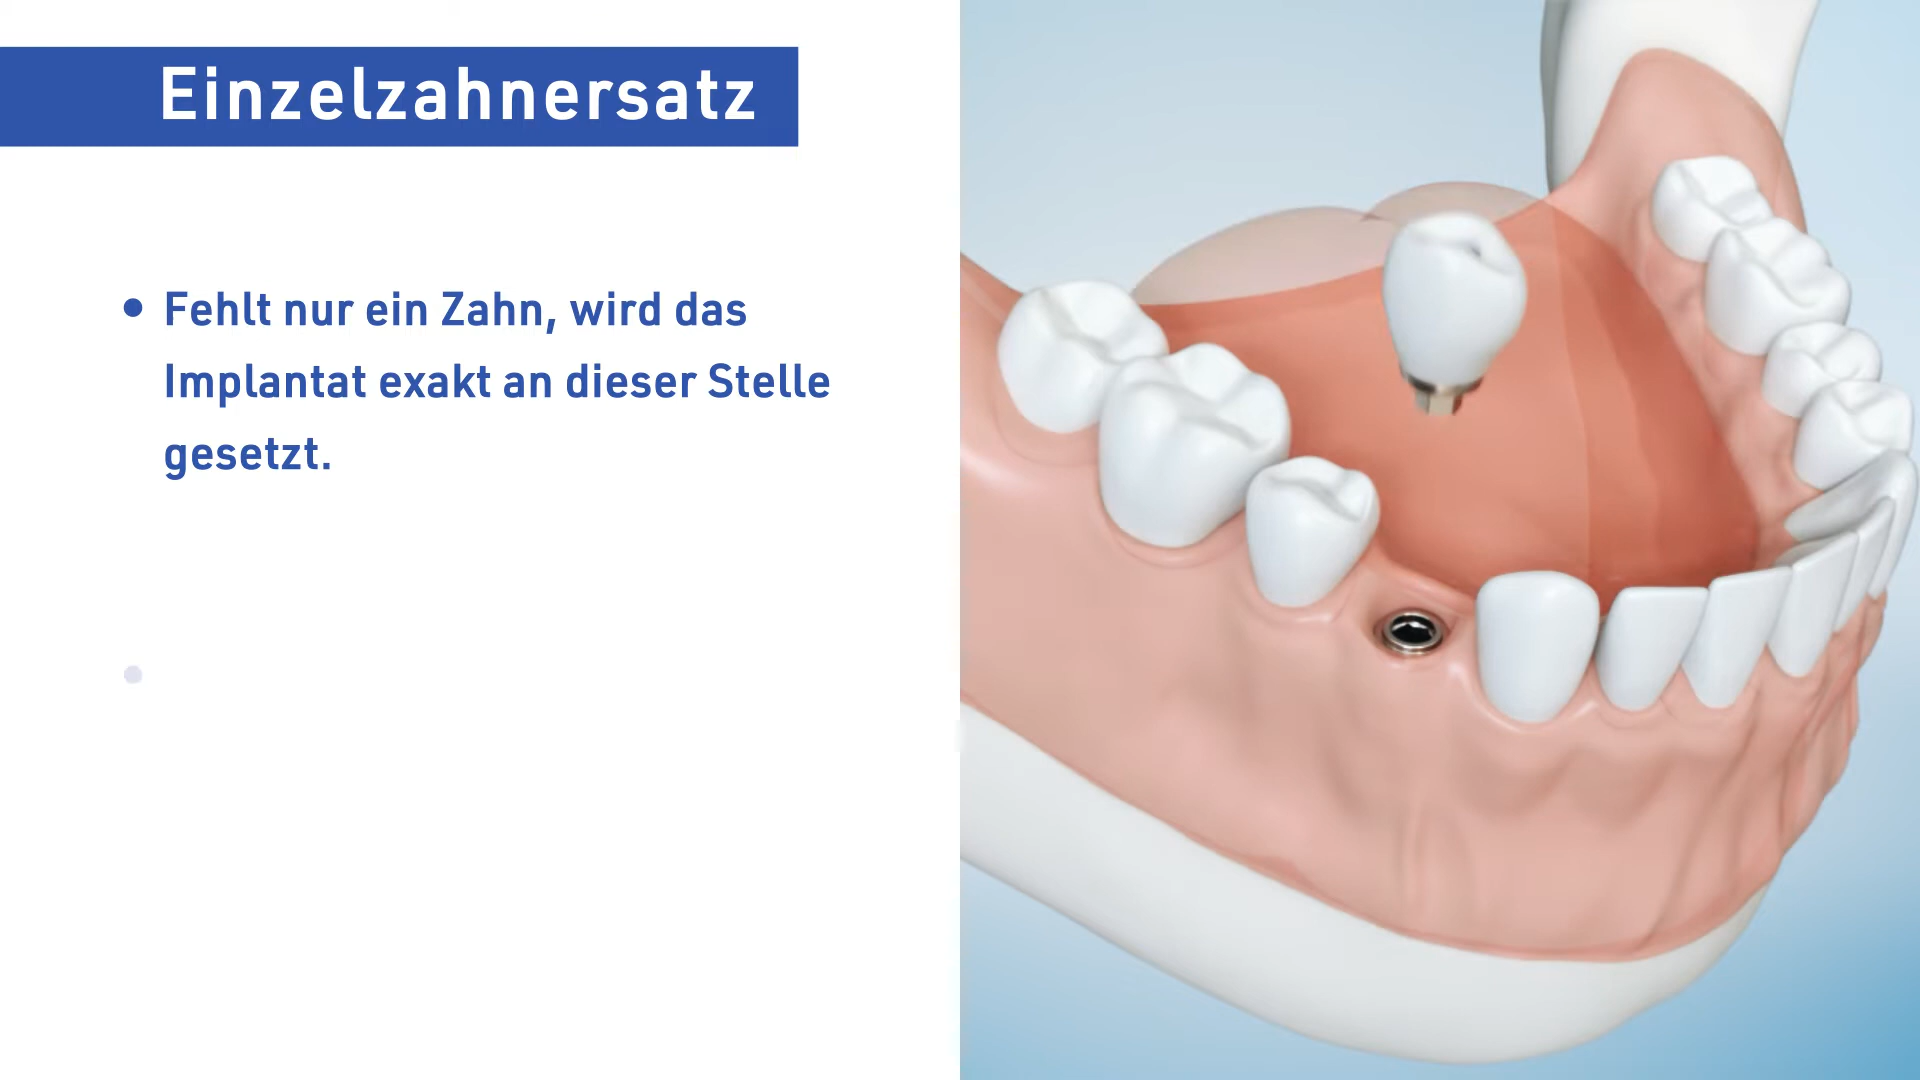 Einzelzahnersatz
• Fehlt nur ein Zahn, wird das
Implantat exakt an dieser Stelle
gesetzt.